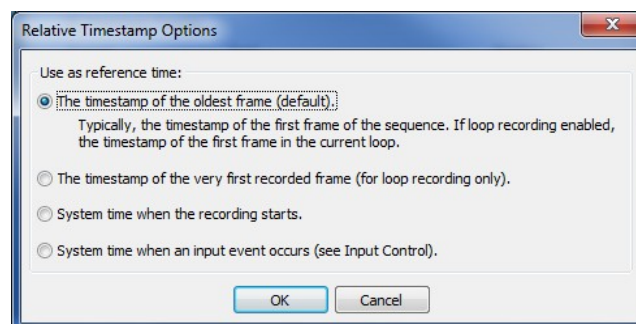 Relative Timestamp Options
Use as reference time:
The timestamp of the oldest frame (default).
Typically, the timestamp of the first frame of the sequence. If loop recording enabled,
the timestamp of the first frame in the current loop.
The timestamp of the very first recorded frame (for loop recording only).
System time when the recording starts.
System time when an input event occurs (see Input Control).
OK Cancel